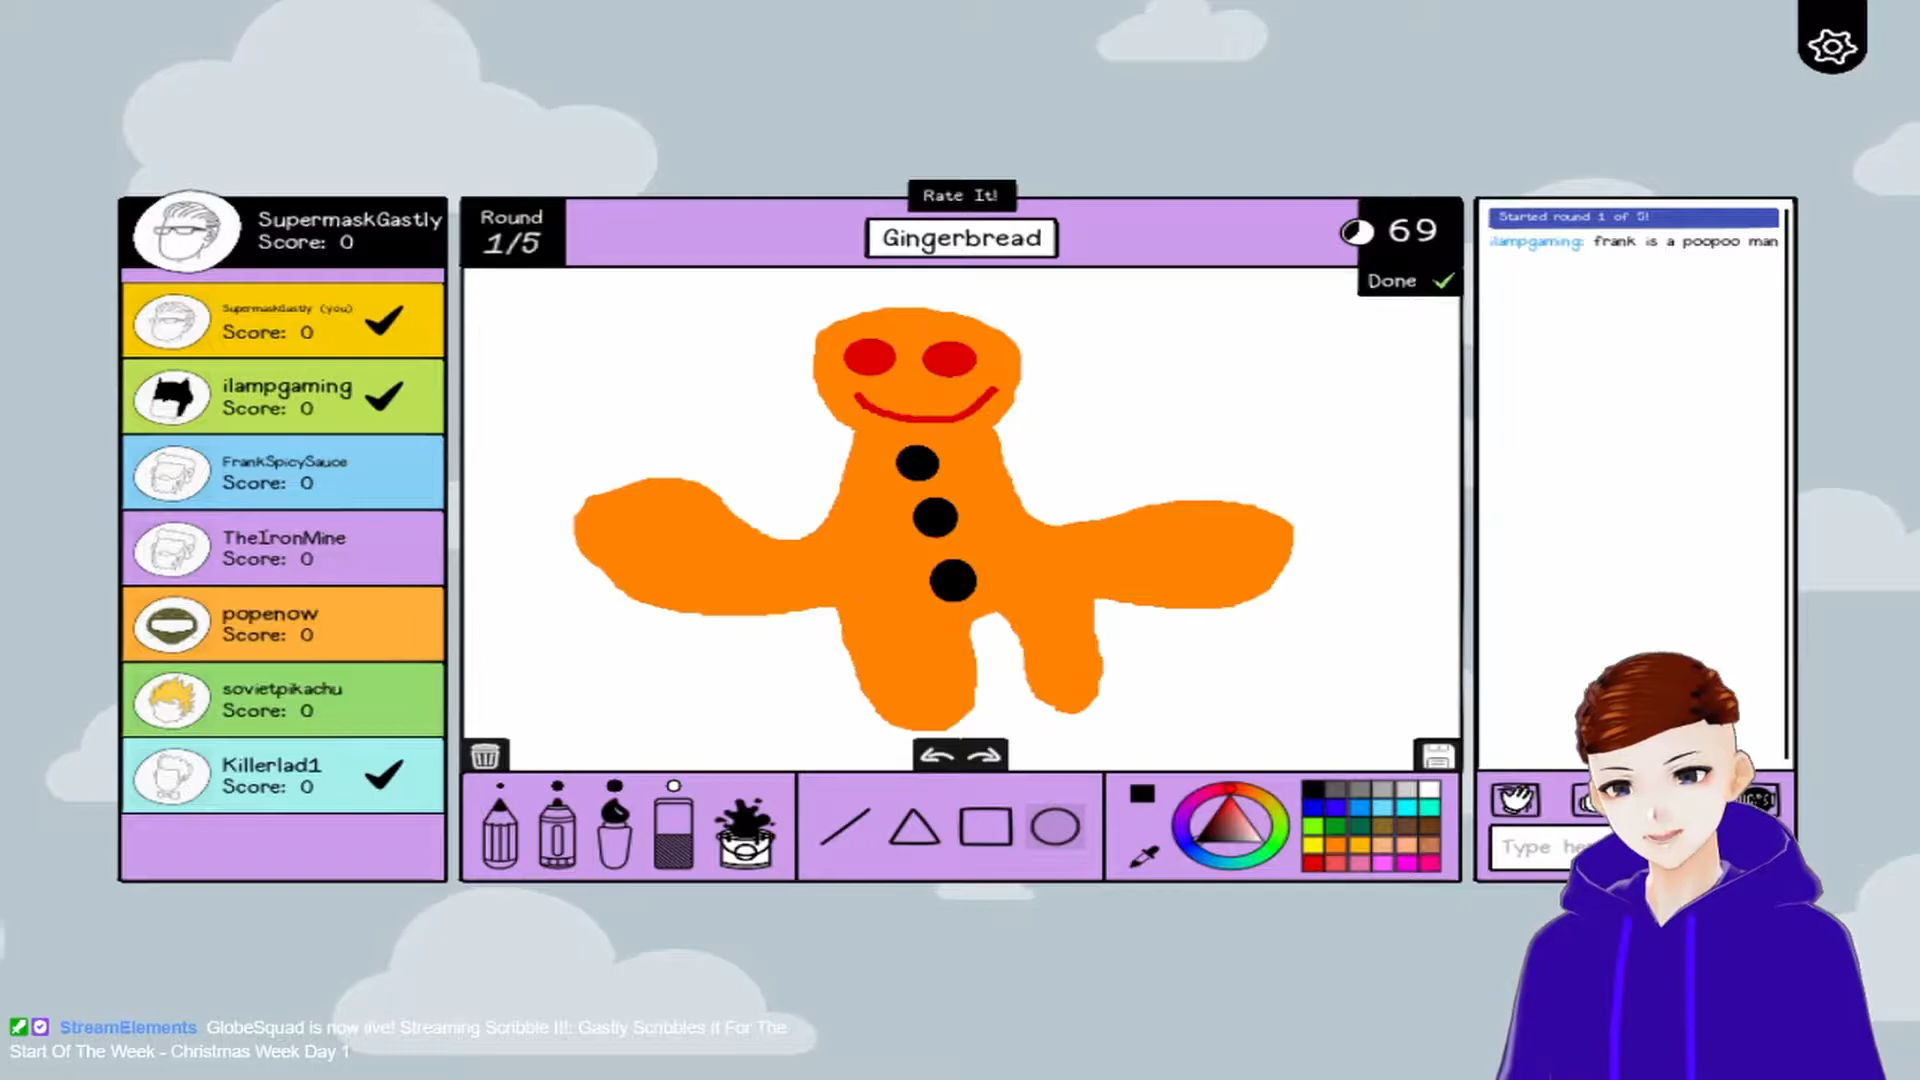 Rate It!
SupermaskGastly
Score: 0
Round
1/5
Gingerbread
69
Done
Started round 1 of 5!
ilampgaming: frank is a poopoo man
SupermaskGastly (you)
Score: 0
ilampgaming
Score: 0
FrankSpicySauce
Score: 0
TheIronMine
Score: 0
popenow
Score: 0
sovietpikachu
Score: 0
Killerlad1
Score: 0
Type he
StreamElements GlobeSquad is now live! Streaming Scribble It!: Gastly Scribbles It For The
Start Of The Week - Christmas Week Day 1